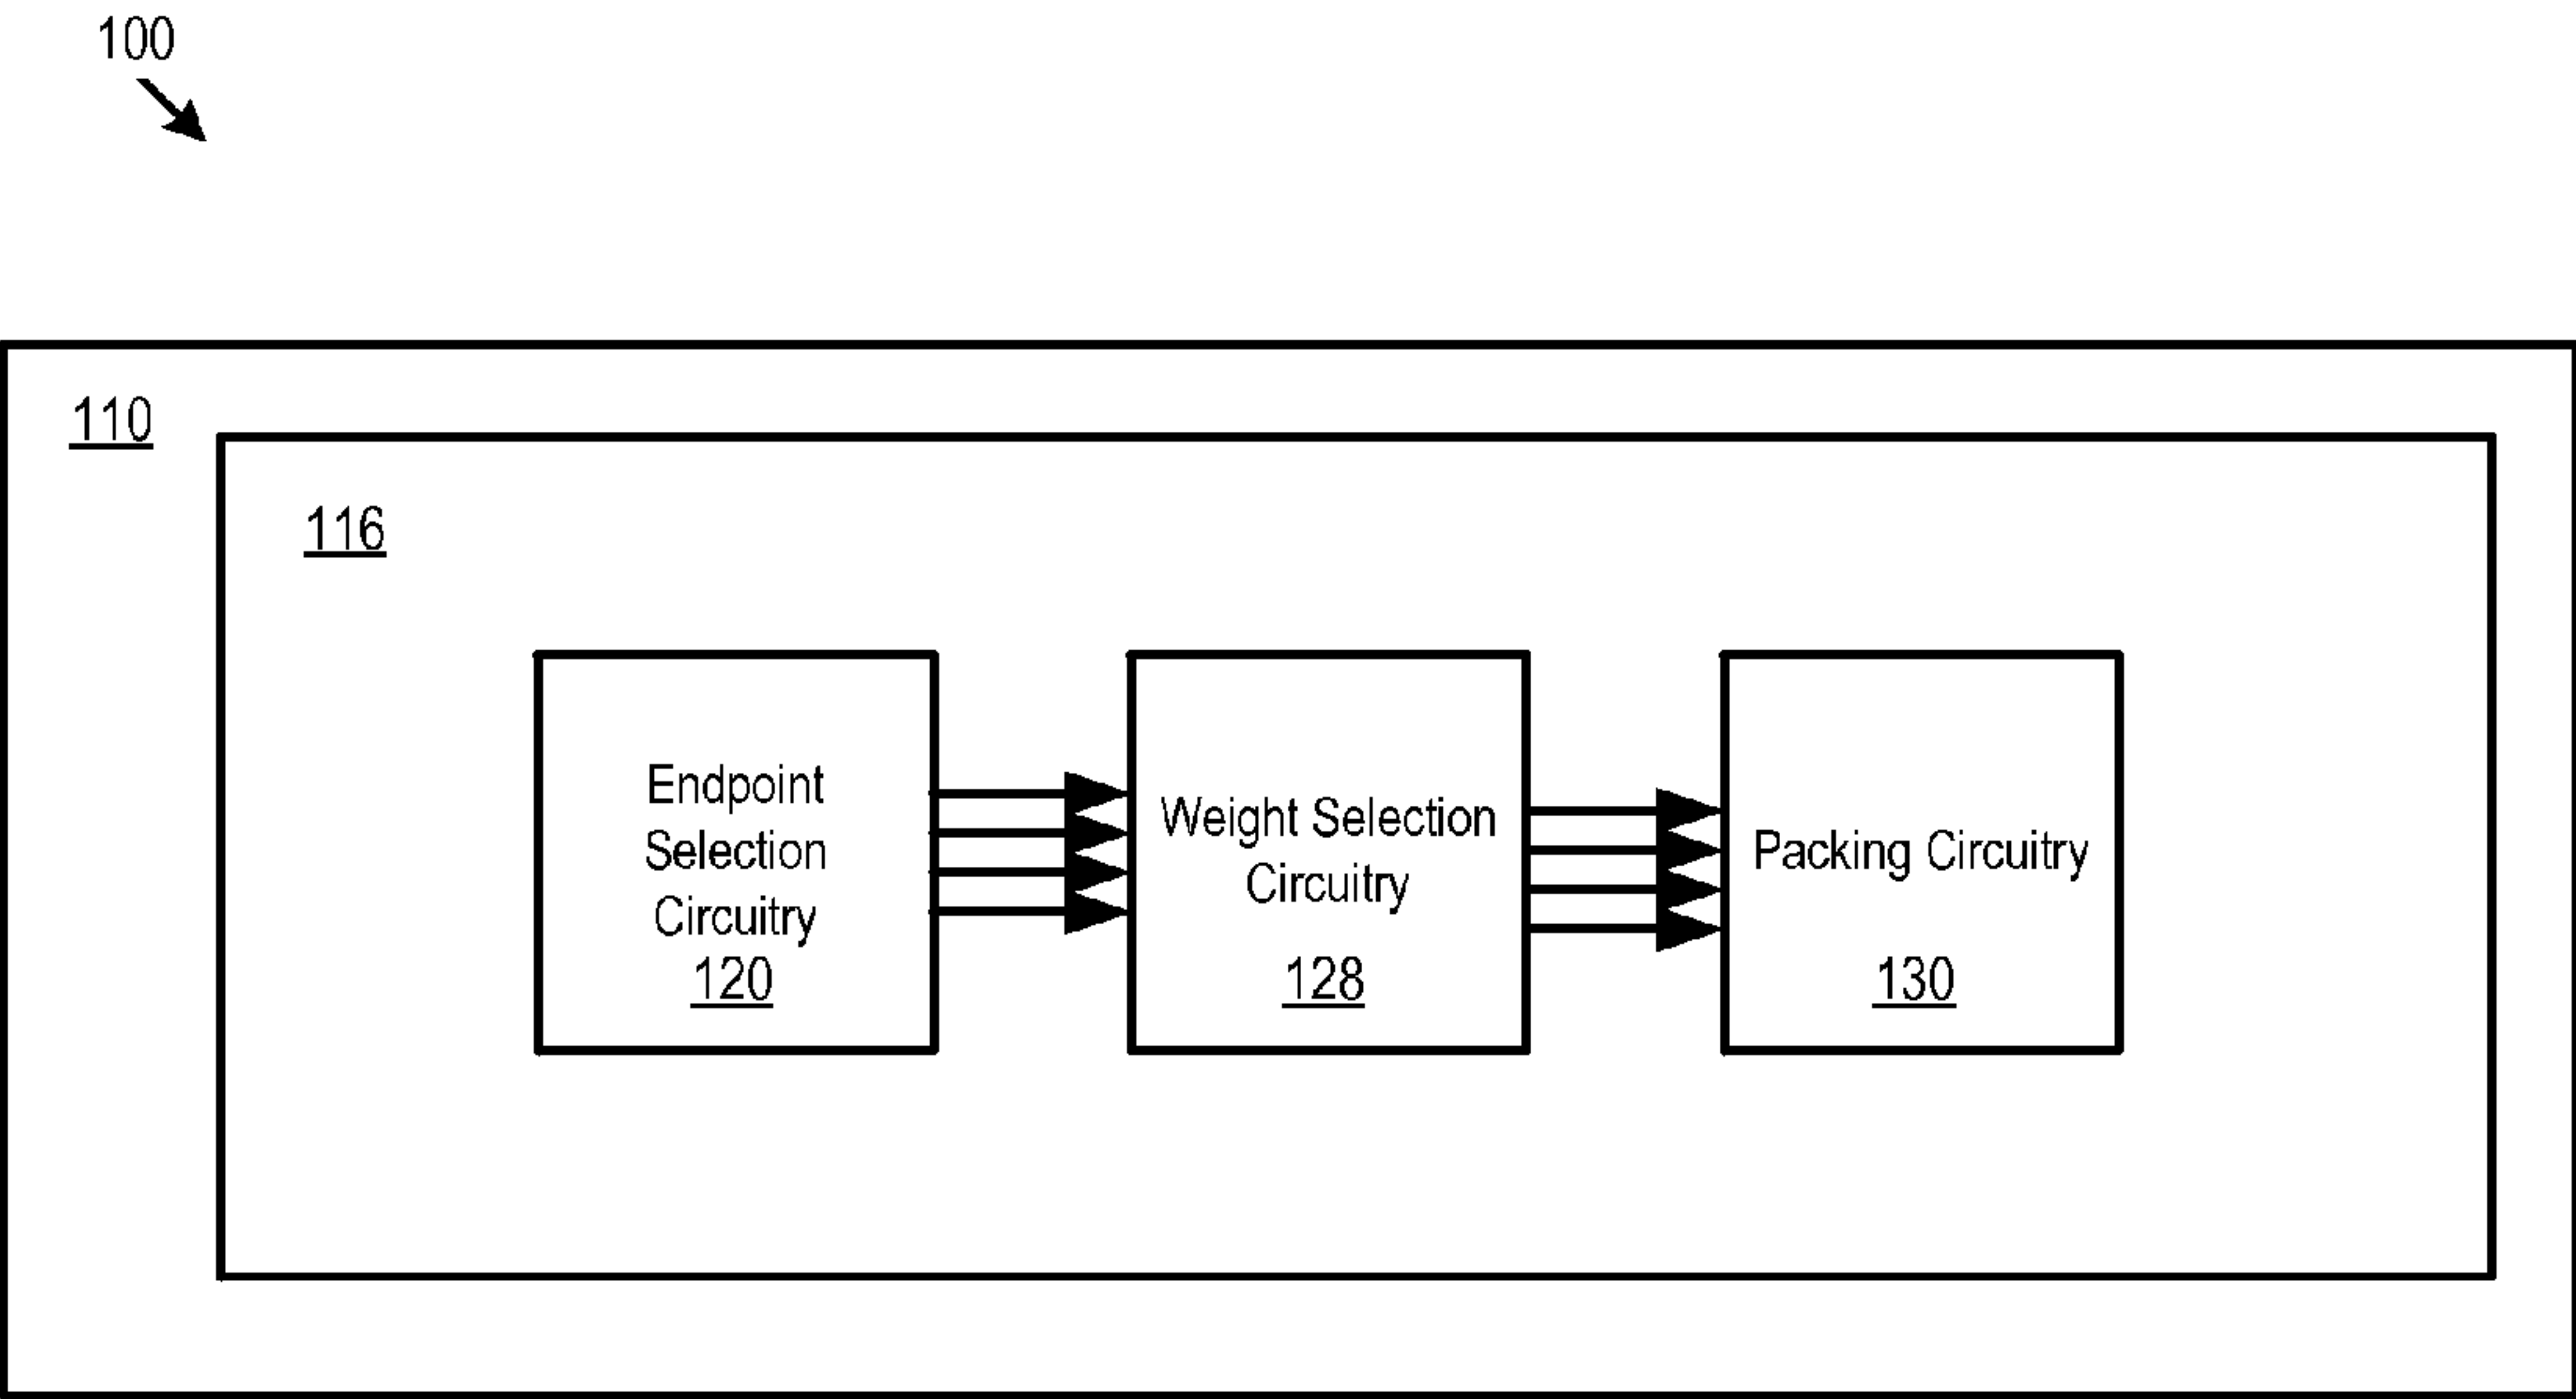 100
110
116
Endpoint
Selection
Circuitry
120
Weight Selection
Circuitry
128
Packing Circuitry
130